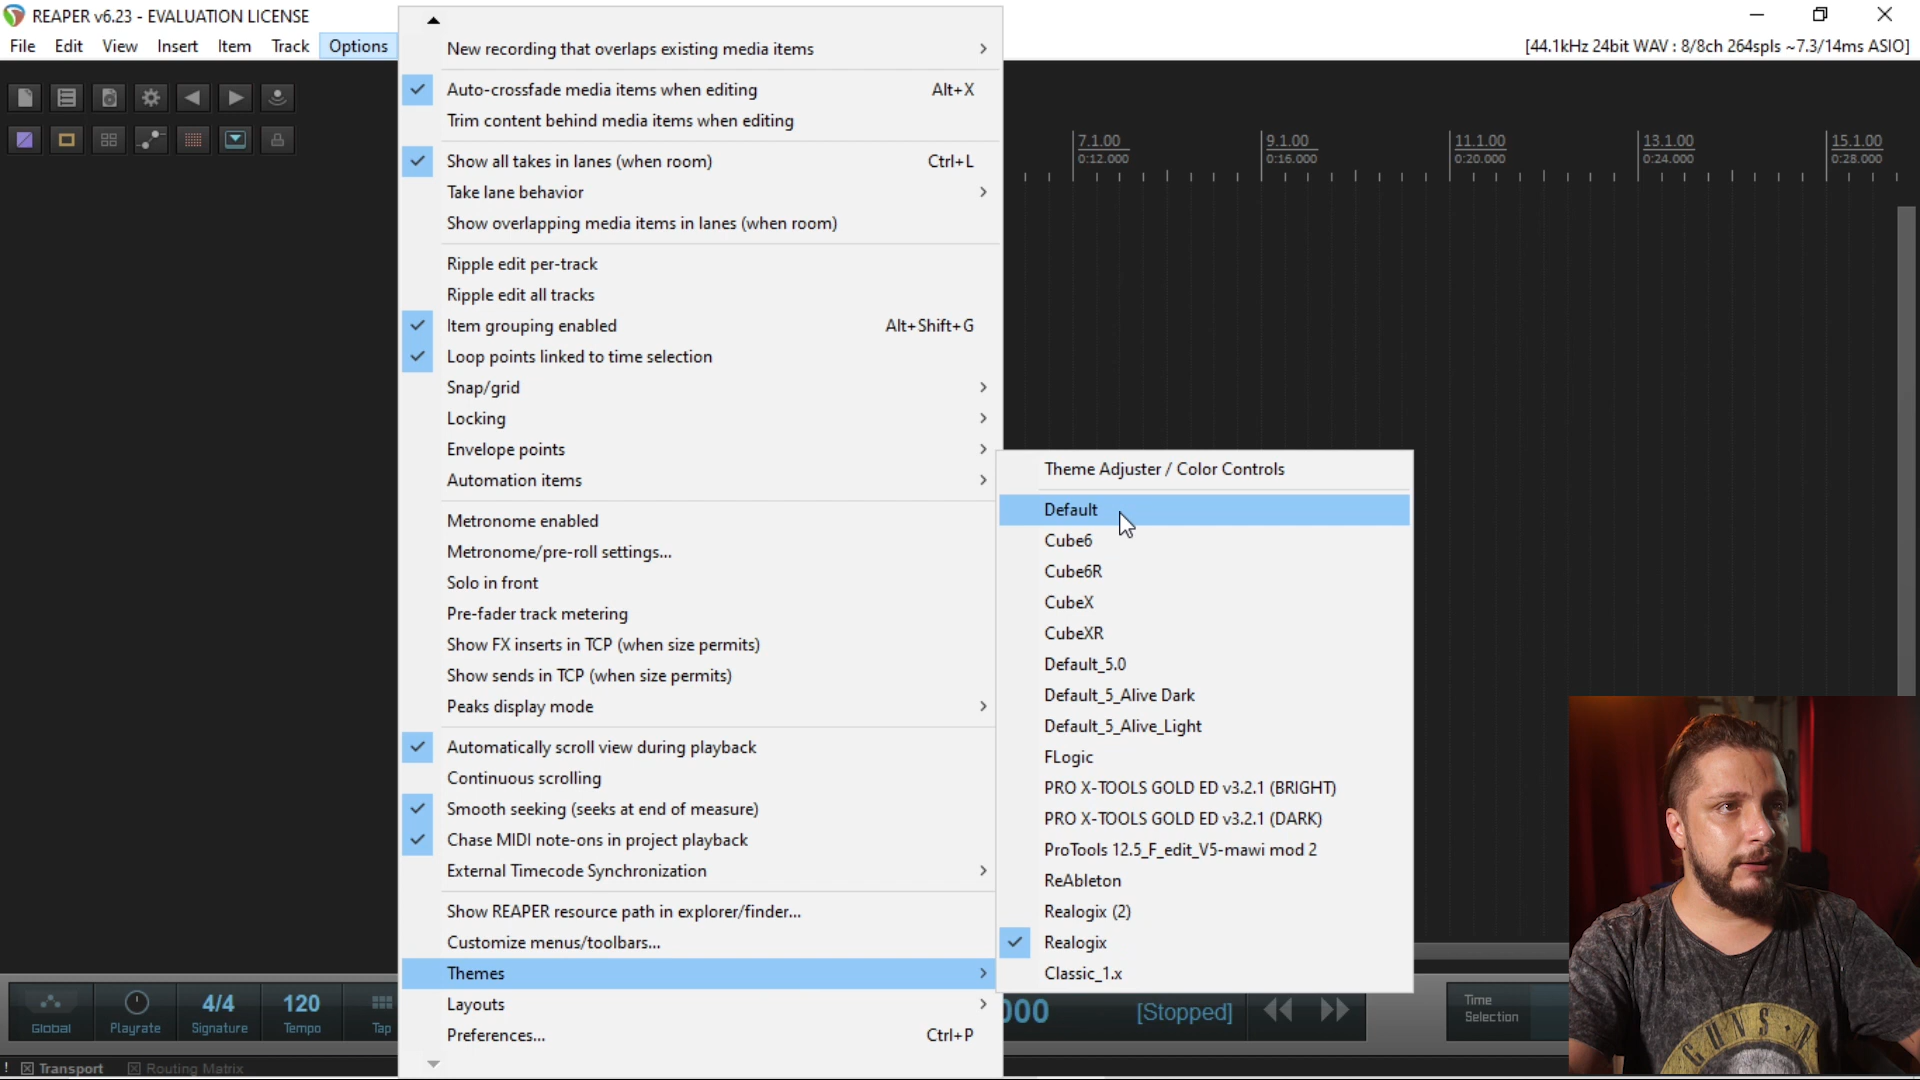 REAPER v6.23 - EVALUATION LICENSE
File Edit View Insert Item Track Options
[44.1kHz 24bit WAV : 8/8ch 264spls ~7.3/14ms ASIO]
New recording that overlaps existing media items
Auto-crossfade media items when editing Alt+X
Trim content behind media items when editing
Show all takes in lanes (when room) Ctrl+L
Take lane behavior
Show overlapping media items in lanes (when room)
Ripple edit per-track
Ripple edit all tracks
Item grouping enabled Alt+Shift+G
Loop points linked to time selection
Snap/grid
Locking
Envelope points
Automation items
Metronome enabled
Metronome/pre-roll settings...
Solo in front
Pre-fader track metering
Show FX inserts in TCP (when size permits)
Show sends in TCP (when size permits)
Peaks display mode
Automatically scroll view during playback
Continuous scrolling
Smooth seeking (seeks at end of measure)
Chase MIDI note-ons in project playback
External Timecode Synchronization
Show REAPER resource path in explorer/finder...
Customize menus/toolbars...
Themes
Layouts
Preferences... Ctrl+P
7.1.00 9.1.00 11.1.00 13.1.00 15.1.00
0:12.000 0:16.000 0:20.000 0:24.000 0:28.000
Theme Adjuster / Color Controls
Default
Cube6
Cube6R
CubeX
CubeXR
Default_5.0
Default_5_Alive Dark
Default_5_Alive_Light
FLogic
PRO X-TOOLS GOLD ED v3.2.1 (BRIGHT)
PRO X-TOOLS GOLD ED v3.2.1 (DARK)
ProTools 12.5_F_edit_V5-mawi mod 2
ReAbleton
Realogix (2)
Realogix
Classic_1.x
4/4 120
Global Playrate Signature Tempo Tap
000 [Stopped]
Time
Selection
! Transport Routing Matrix
GUNS